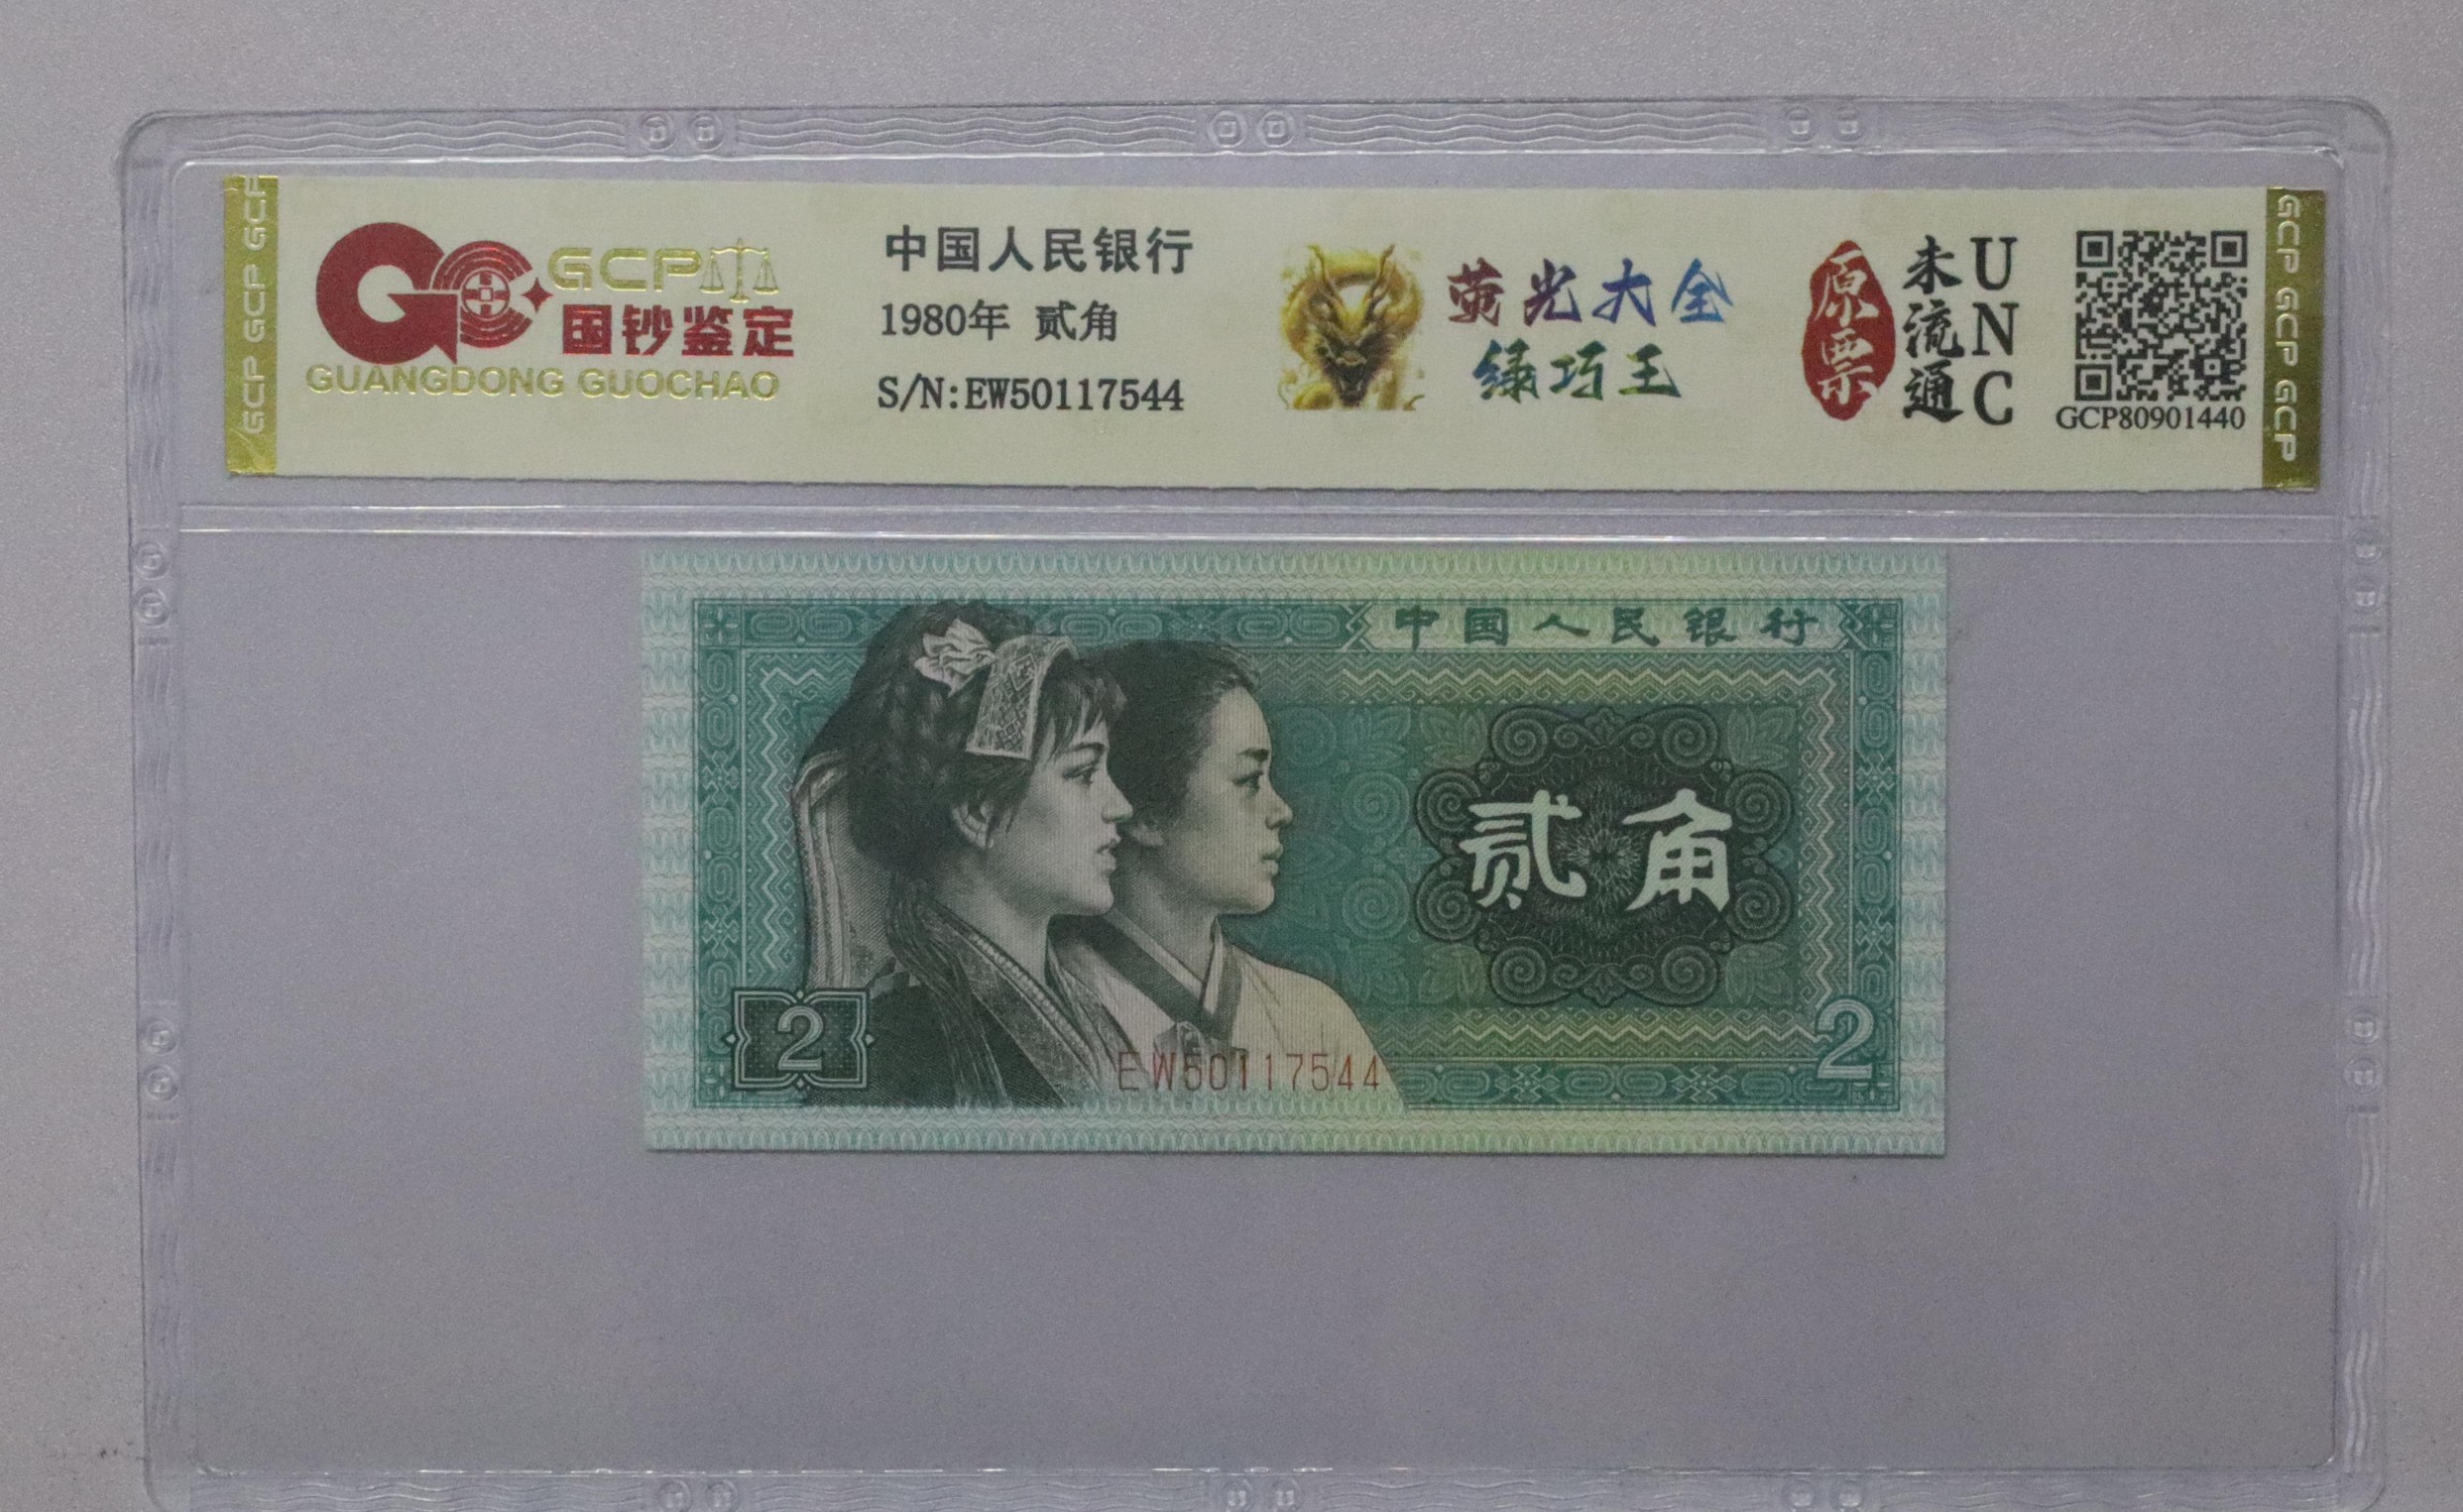 GCP GCP GCP
GCP
国钞鉴定
GUANGDONG GUOCHAO
中国人民银行
1980年 贰角
S/N:EW50117544
萤光大全
绿巧王
原票
未流通
UNC
GCP80901440
GCP GCP GCP
中国人民银行
贰角
2
2
EW50117544